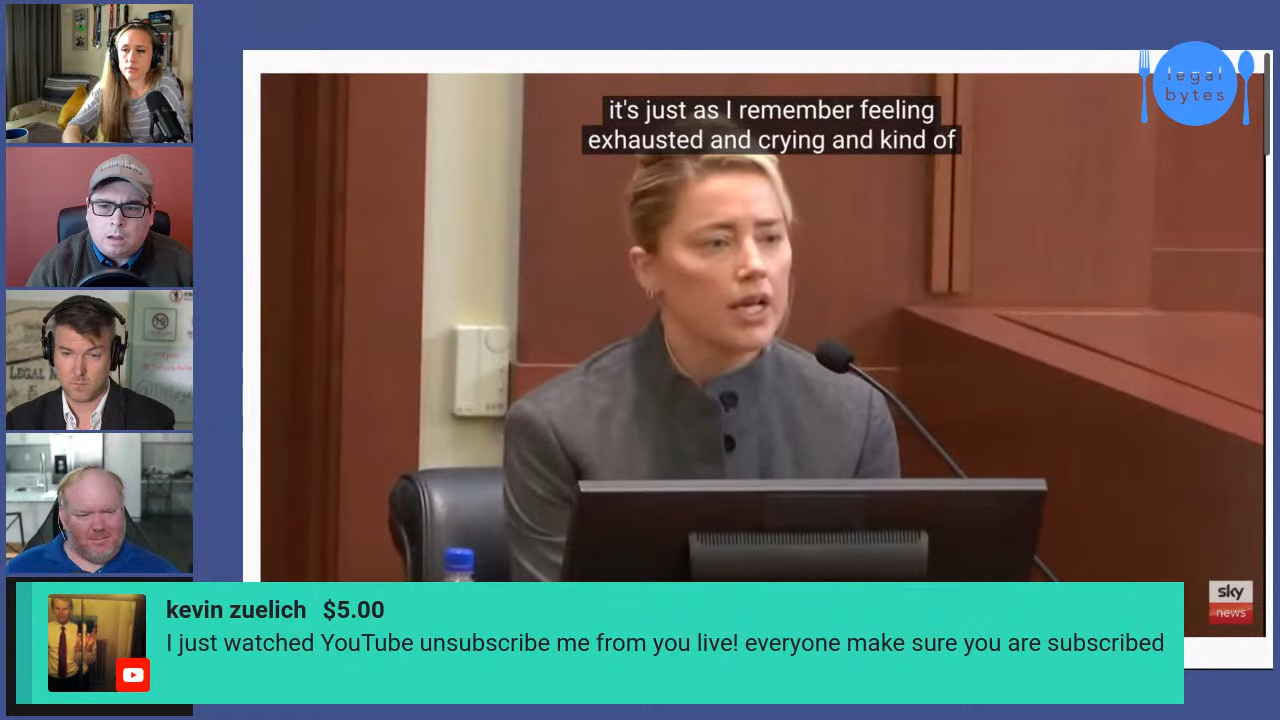 legal
bytes
it's just as I remember feeling
exhausted and crying and kind of
sky
news
kevin zuelich $5.00
I just watched YouTube unsubscribe me from you live! everyone make sure you are subscribed